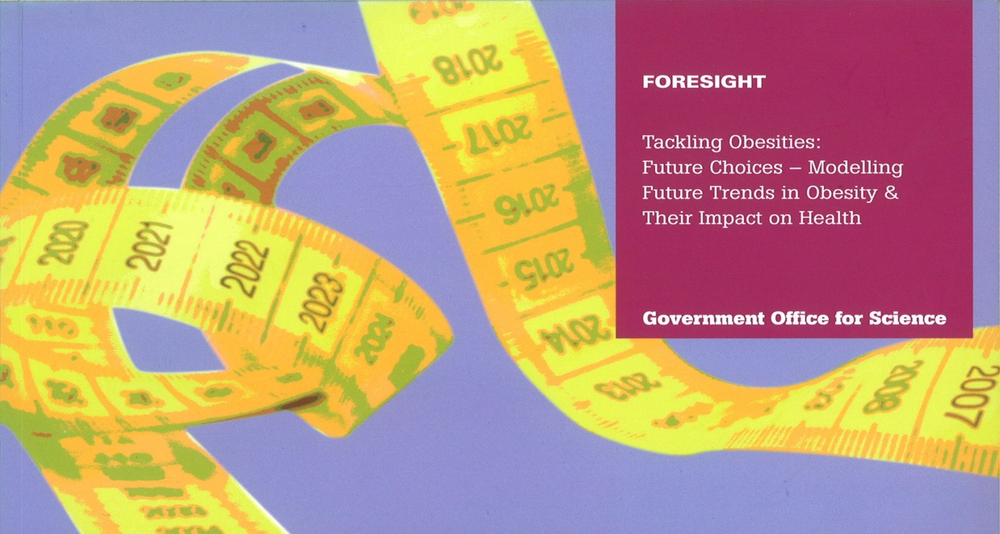 FORESIGHT
Tackling Obesities:
Future Choices – Modelling
Future Trends in Obesity &
Their Impact on Health
Government Office for Science
2018
2017
2016
2015
2014
2013
2008
2007
2020
2021
2022
2023
2024